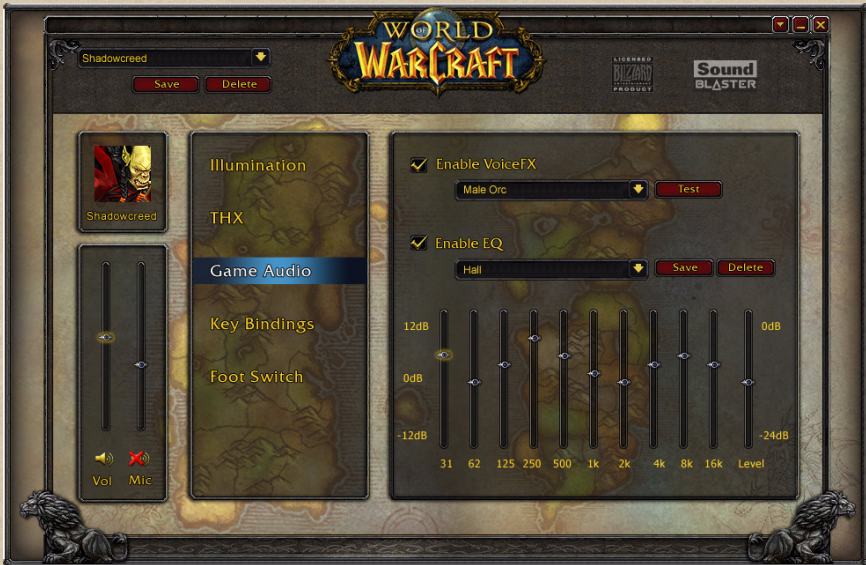 WORLD
OF
WARCRAFT
Shadowcreed
Save Delete
LICENSED
BLIZZARD
ENTERTAINMENT
PRODUCT
Sound
BLASTER
Shadowcreed
Vol Mic
Illumination
THX
Game Audio
Key Bindings
Foot Switch
Enable VoiceFX
Male Orc Test
Enable EQ
Hall Save Delete
12dB 0dB
0dB
-12dB -24dB
31 62 125 250 500 1k 2k 4k 8k 16k Level